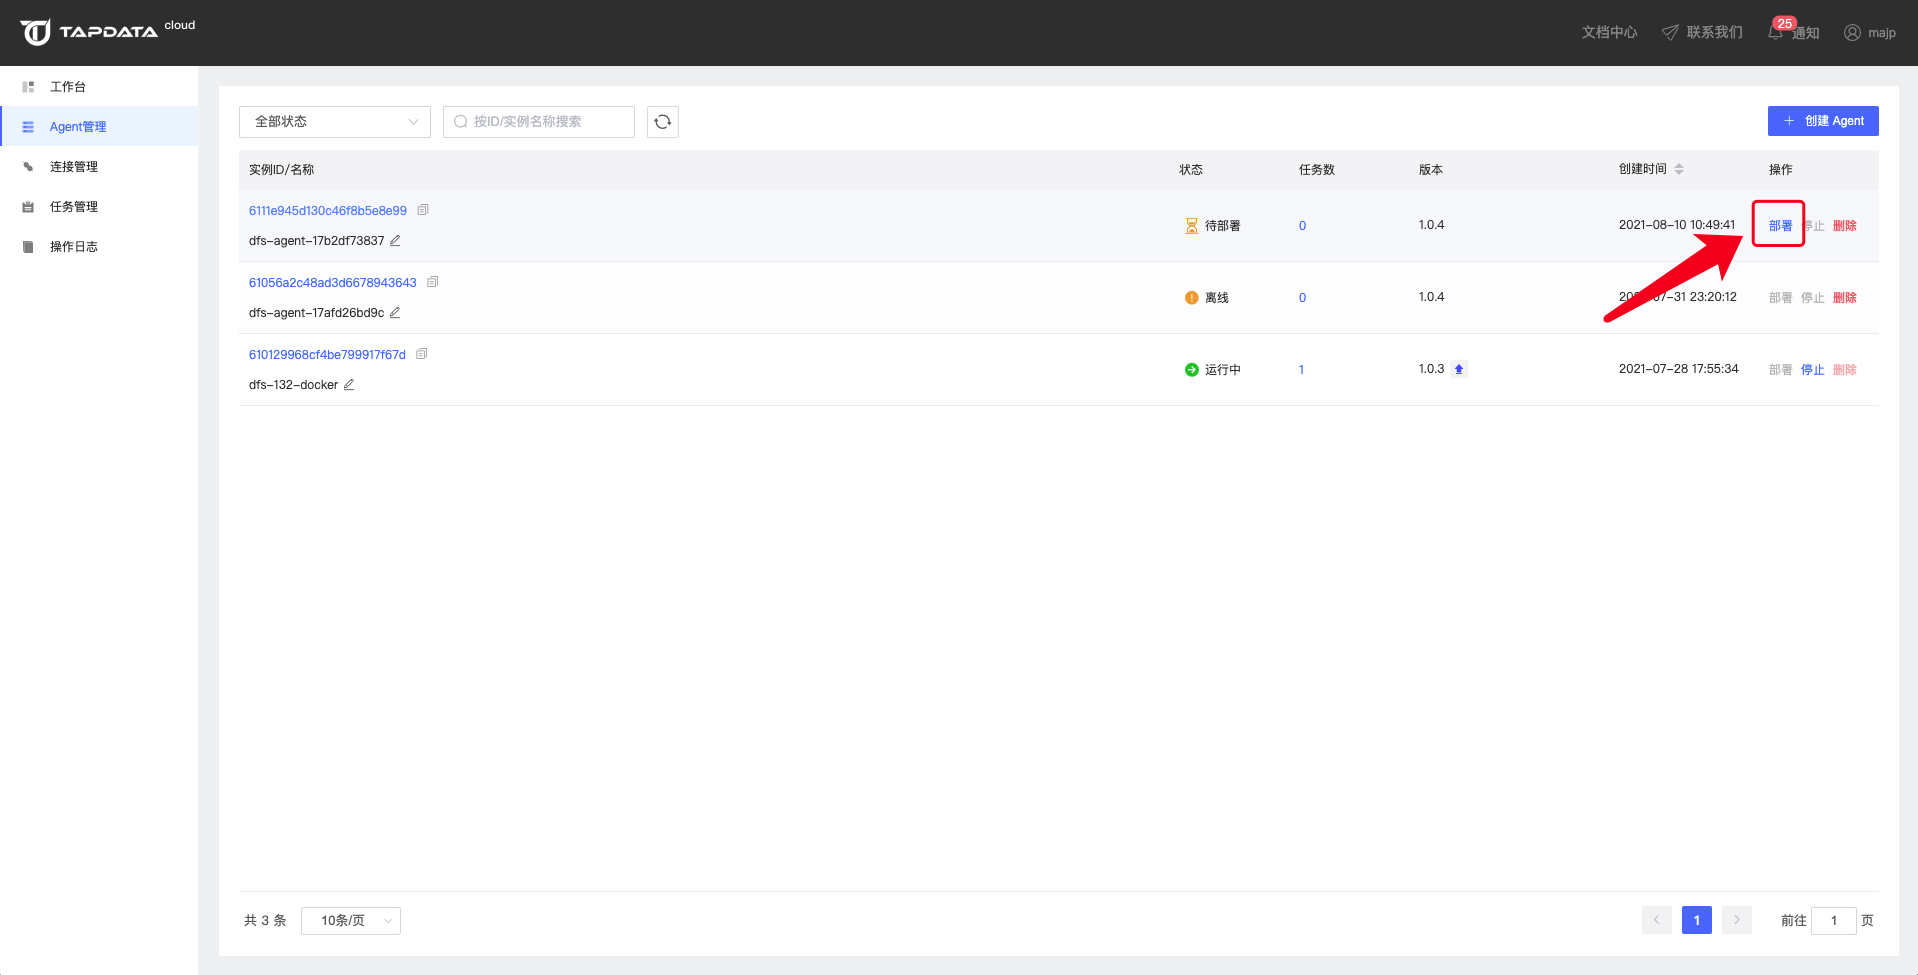 TAPDATA cloud
文档中心 联系我们 25 通知 majp
工作台
Agent管理
连接管理
任务管理
操作日志
全部状态 按ID/实例名称搜索 创建 Agent
实例ID/名称 状态 任务数 版本 创建时间 操作
6111e945d130c46f8b5e8e99
dfs-agent-17b2df73837 待部署 0 1.0.4 2021-08-10 10:49:41 部署 停止 删除
61056a2c48ad3d6678943643
dfs-agent-17afd26bd9c 离线 0 1.0.4 23:20:12 部署 停止 删除
610129968cf4be799917f67d
dfs-132-docker 运行中 1 1.0.3 2021-07-28 17:55:34 部署 停止 删除
共 3 条 10条/页 1 前往 1 页